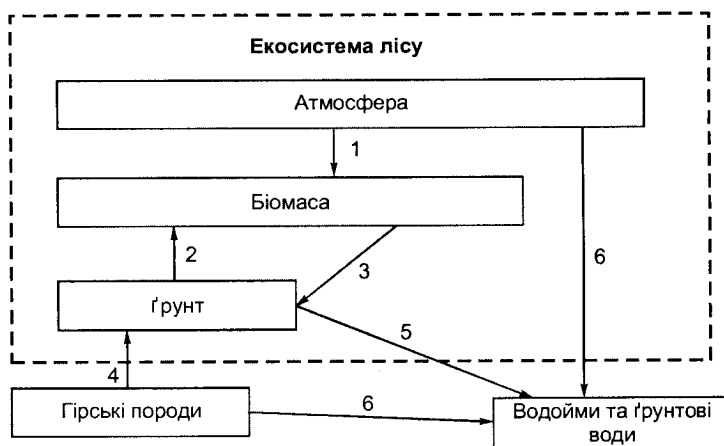 Екосистема лісу
Атмосфера
1
Біомаса
2
3
6
ґрунт
5
4
Гірські породи
6
Водойми та ґрунтові
води